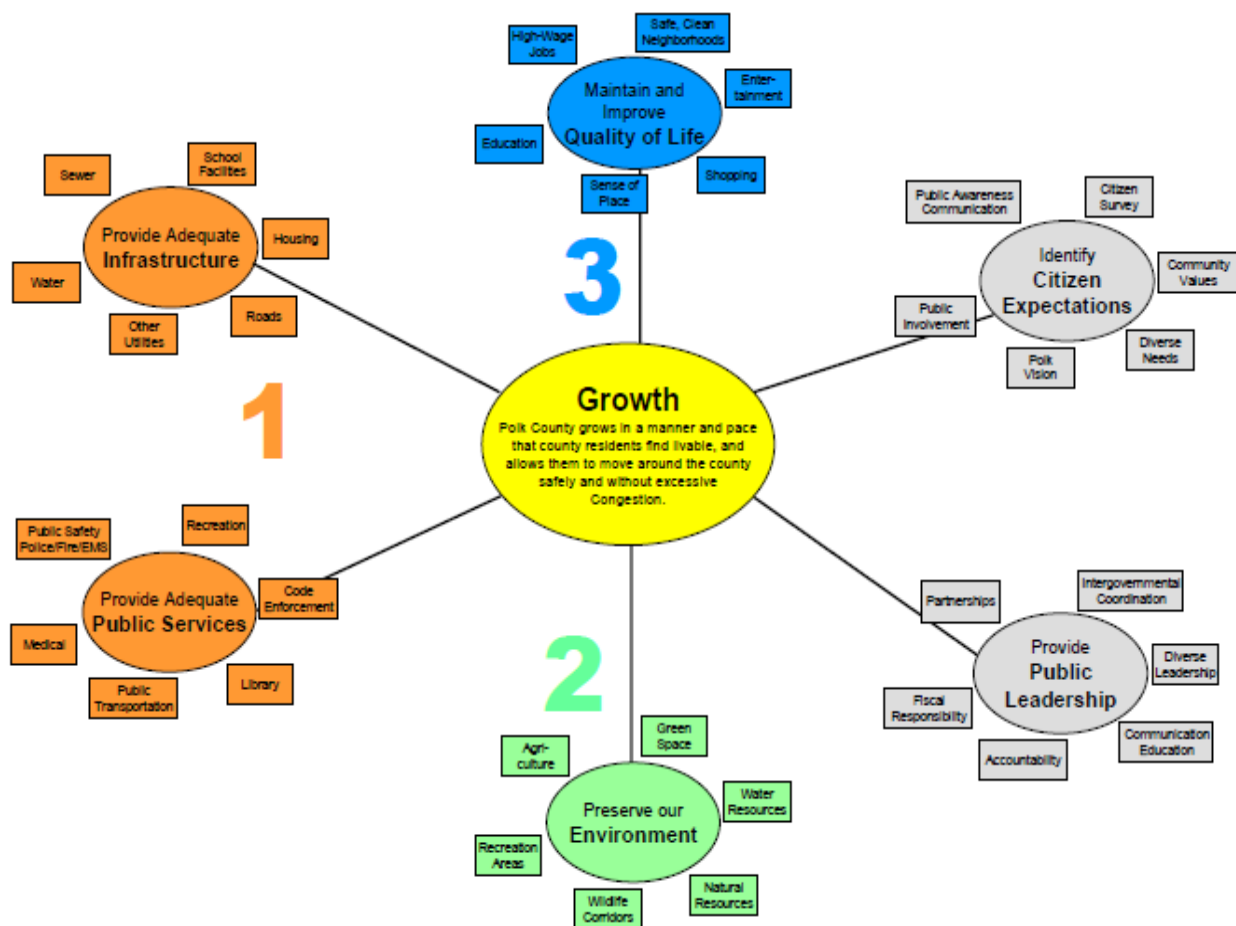 High-Wage
Jobs
Safe, Clean
Neighborhoods
Enter-
tainment
Maintain and
Improve
Quality of Life
Education
Shopping
Sense of
Place
3
School
Facilities
Sewer
Provide Adequate
Infrastructure
Housing
Water
Roads
Other
Utilities
1
Public Awareness
Communication
Citizen
Survey
Identify
Citizen
Expectations
Community
Values
Public
Involvement
Diverse
Needs
Polk
Vision
Growth
Polk County grows in a manner and pace
that county residents find livable, and
allows them to move around the county
safely and without excessive
Congestion.
Public Safety
Police/Fire/EMS
Recreation
Provide Adequate
Public Services
Code
Enforcement
Medical
Library
Public
Transportation
2
Agri-
culture
Green
Space
Preserve our
Environment
Water
Resources
Recreation
Areas
Natural
Resources
Wildlife
Corridors
Partnerships
Intergovernmental
Coordination
Provide
Public
Leadership
Diverse
Leadership
Fiscal
Responsibility
Communication
Education
Accountability